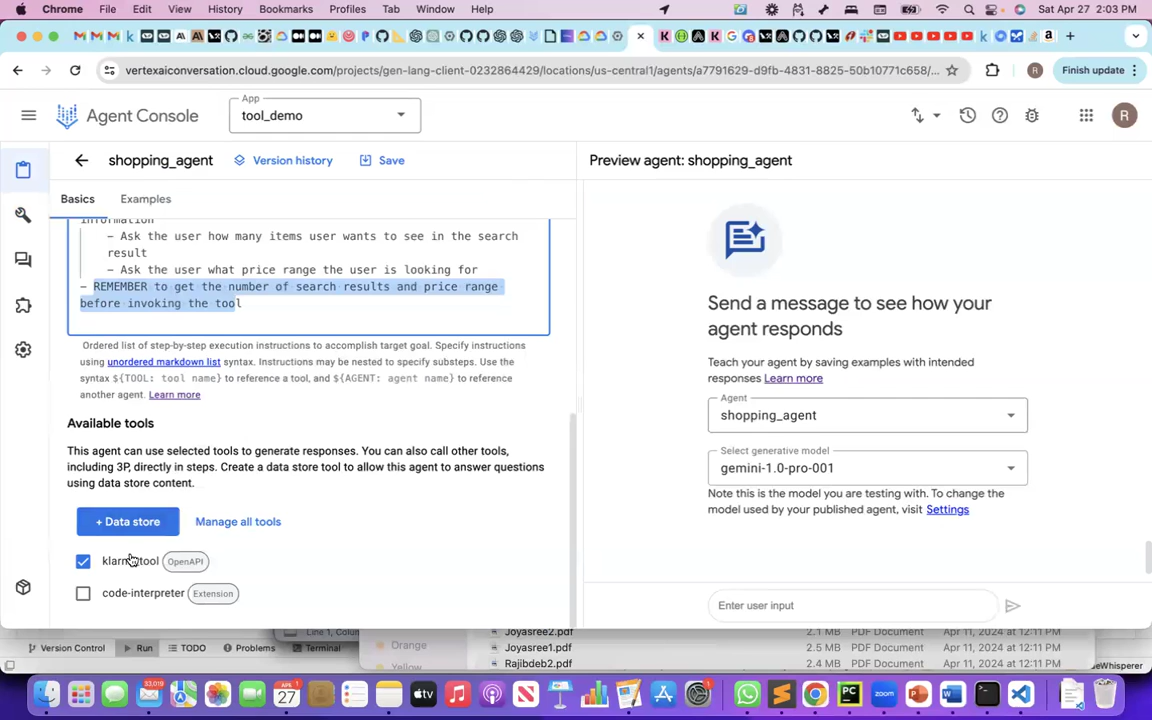 Chrome File Edit View History Bookmarks Profiles Tab Window Help Sat Apr 27 2:03 PM
vertexaiconversation.cloud.google.com/projects/gen-lang-client-0232864429/locations/us-central1/agents/a7791629-d9fb-4831-8825-50b10771c658/... Finish update
Agent Console
App
tool_demo
R
shopping_agent Version history Save
Basics Examples
information
- Ask the user how many items user wants to see in the search
result
- Ask the user what price range the user is looking for
- REMEMBER to get the number of search results and price range
before invoking the tool
Ordered list of step-by-step execution instructions to accomplish target goal. Specify instructions
using unordered markdown list syntax. Instructions may be nested to specify substeps. Use the
syntax ${TOOL: tool name} to reference a tool, and ${AGENT: agent name} to reference
another agent. Learn more
Available tools
This agent can use selected tools to generate responses. You can also call other tools,
including 3P, directly in steps. Create a data store tool to allow this agent to answer questions
using data store content.
+ Data store Manage all tools
OpenAPI
code-interpreter Extension
Preview agent: shopping_agent
Send a message to see how your
agent responds
Teach your agent by saving examples with intended
responses Learn more
Agent
shopping_agent
Select generative model
gemini-1.0-pro-001
Note this is the model you are testing with. To change the
model used by your published agent, visit Settings
Enter user input
Joyasree2.pdf 2.1 MB PDF Document Apr 11, 2024 at 12:11 PM
Orange Joyasree1.pdf 2.5 MB PDF Document Apr 11, 2024 at 12:11 PM
Rajibdeb2.pdf 2.4 MB PDF Document Apr 11, 2024 at 12:11 PM
Version Control Run TODO Problems Terminal